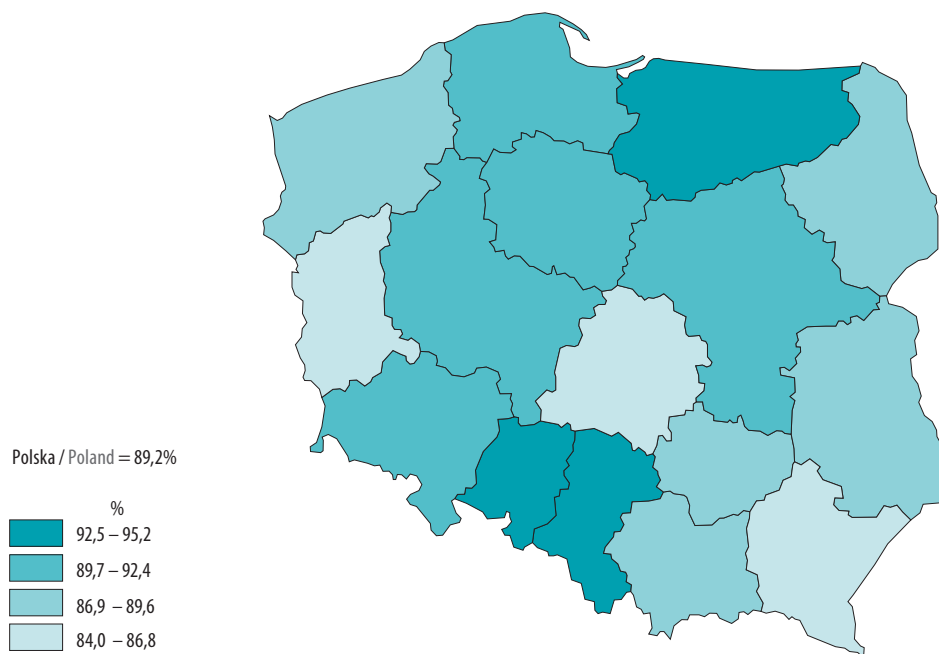 Polska / Poland = 89,2%
%
92,5 – 95,2
89,7 – 92,4
86,9 – 89,6
84,0 – 86,8